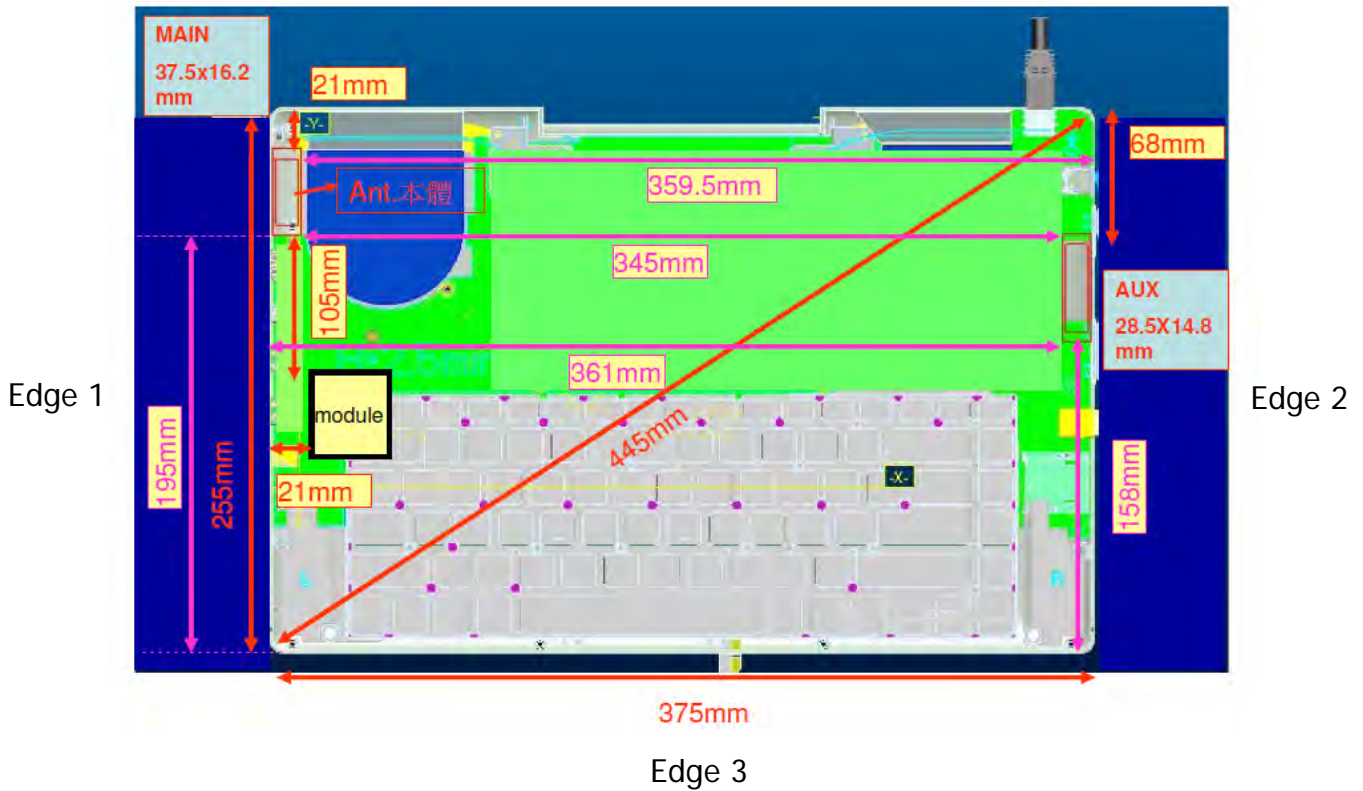 MAIN
37.5x16.2
mm
21mm
-Y-
68mm
359.5mm
Ant.本體
345mm
105mm
AUX
28.5X14.8
mm
361mm
Edge 1
module
Edge 2
445mm
195mm
255mm
21mm
-X-
158mm
R
375mm
Edge 3